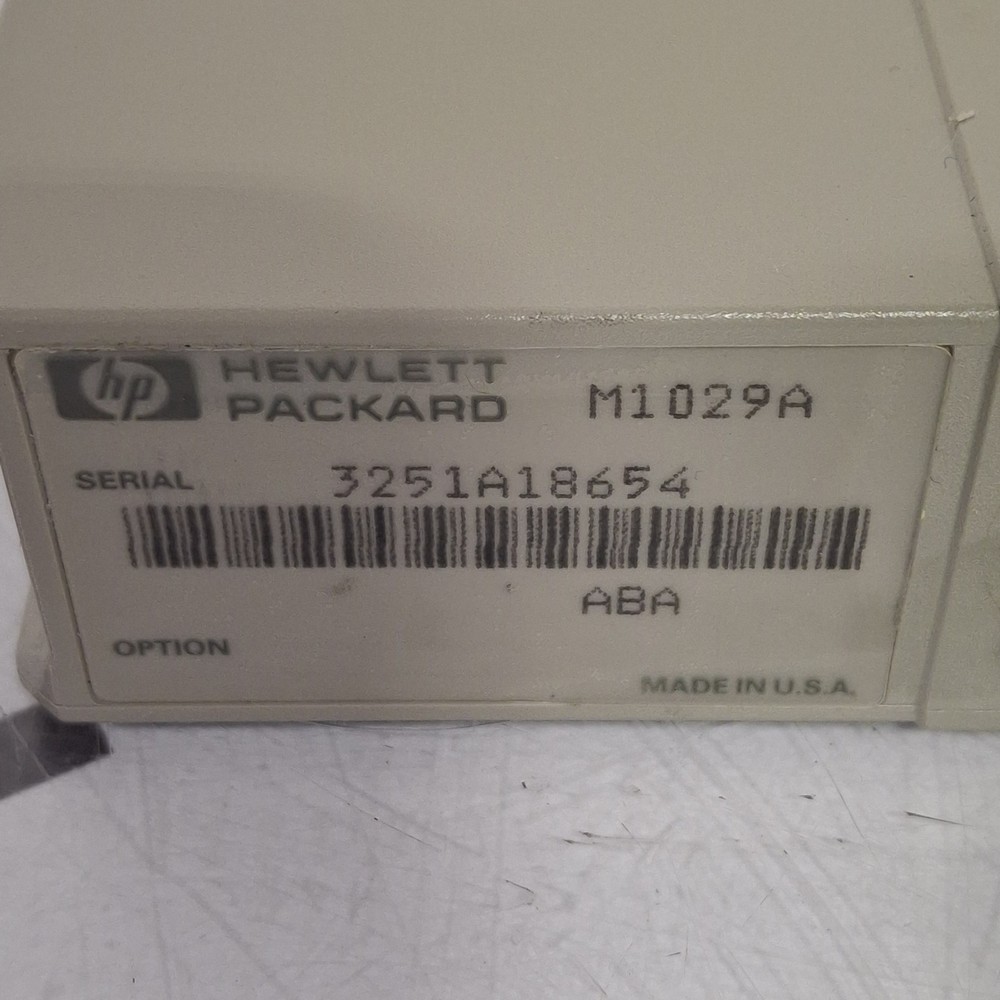 hp HEWLETT PACKARD M1029A
SERIAL 3251A18654
ABA
OPTION
MADE IN U.S.A.